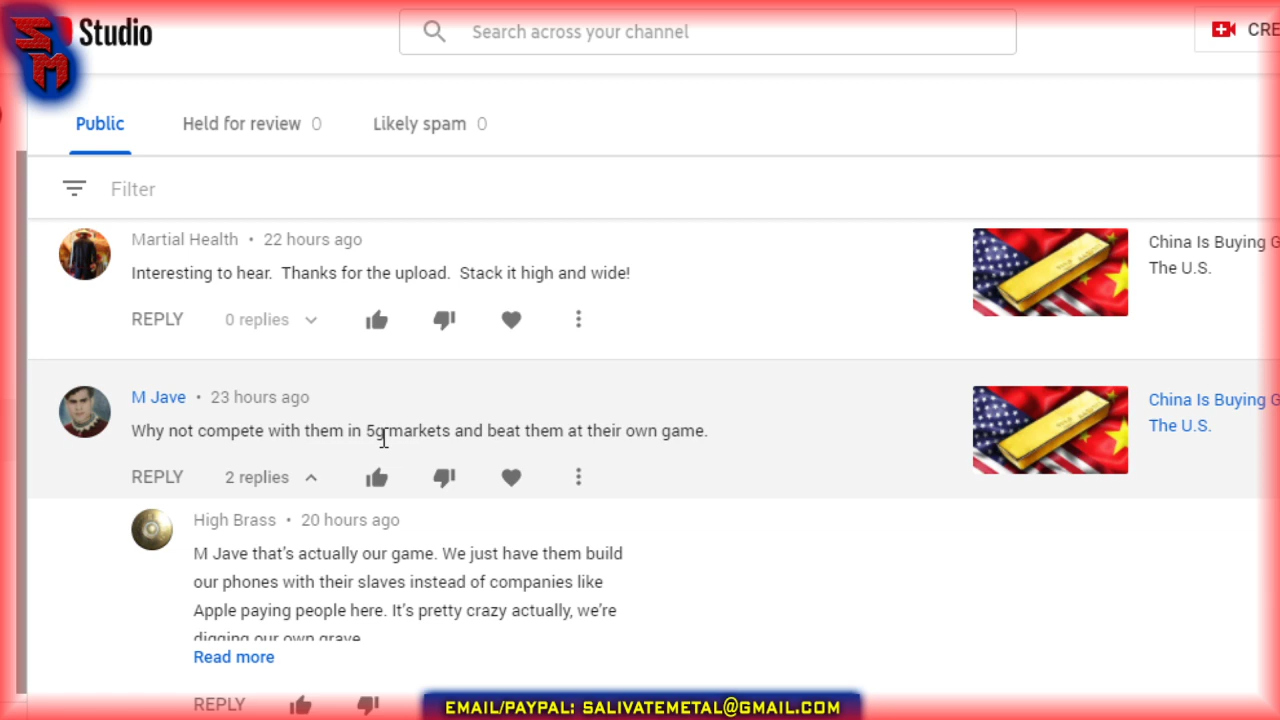 SM
Studio
Search across your channel
CRE
Public
Held for review 0
Likely spam 0
Filter
Martial Health • 22 hours ago
Interesting to hear.  Thanks for the upload.  Stack it high and wide!
REPLY
0 replies
China Is Buying G
The U.S.
M Jave • 23 hours ago
Why not compete with them in 5g markets and beat them at their own game.
REPLY
2 replies
China Is Buying G
The U.S.
High Brass • 20 hours ago
M Jave that's actually our game. We just have them build
our phones with their slaves instead of companies like
Apple paying people here. It's pretty crazy actually, we're
digging our own grave
Read more
REPLY
EMAIL/PAYPAL: SALIVATEMETAL@GMAIL.COM